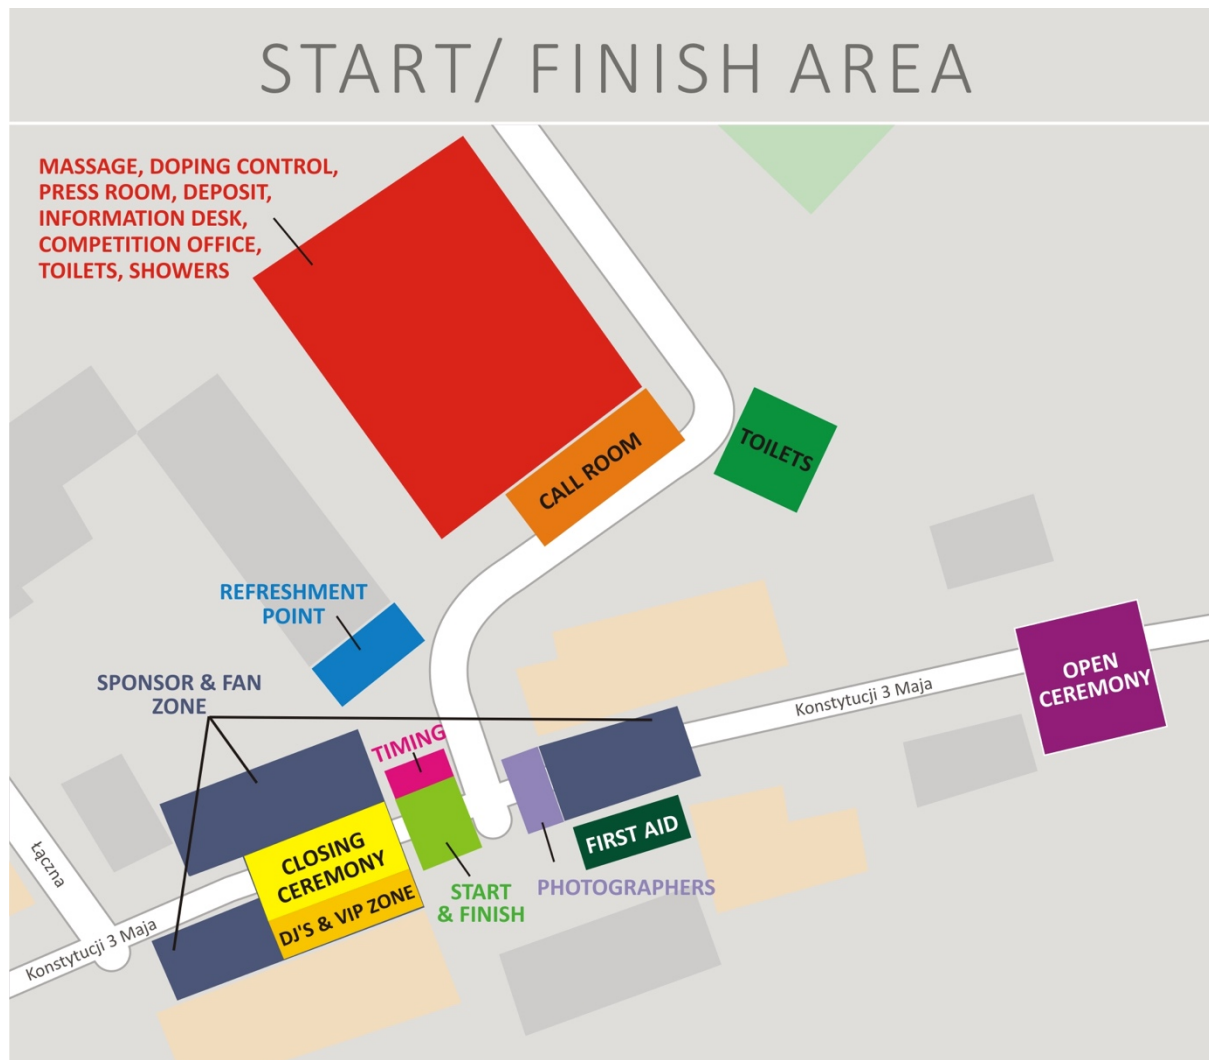 START/ FINISH AREA
MASSAGE, DOPING CONTROL,
PRESS ROOM, DEPOSIT,
INFORMATION DESK,
COMPETITION OFFICE,
TOILETS, SHOWERS
CALL ROOM
TOILETS
REFRESHMENT
POINT
SPONSOR & FAN
ZONE
OPEN
CEREMONY
Konstytucji 3 Maja
TIMING
FIRST AID
CLOSING
CEREMONY
Łączna
PHOTOGRAPHERS
START
& FINISH
DJ'S & VIP ZONE
Konstytucji 3 Maja